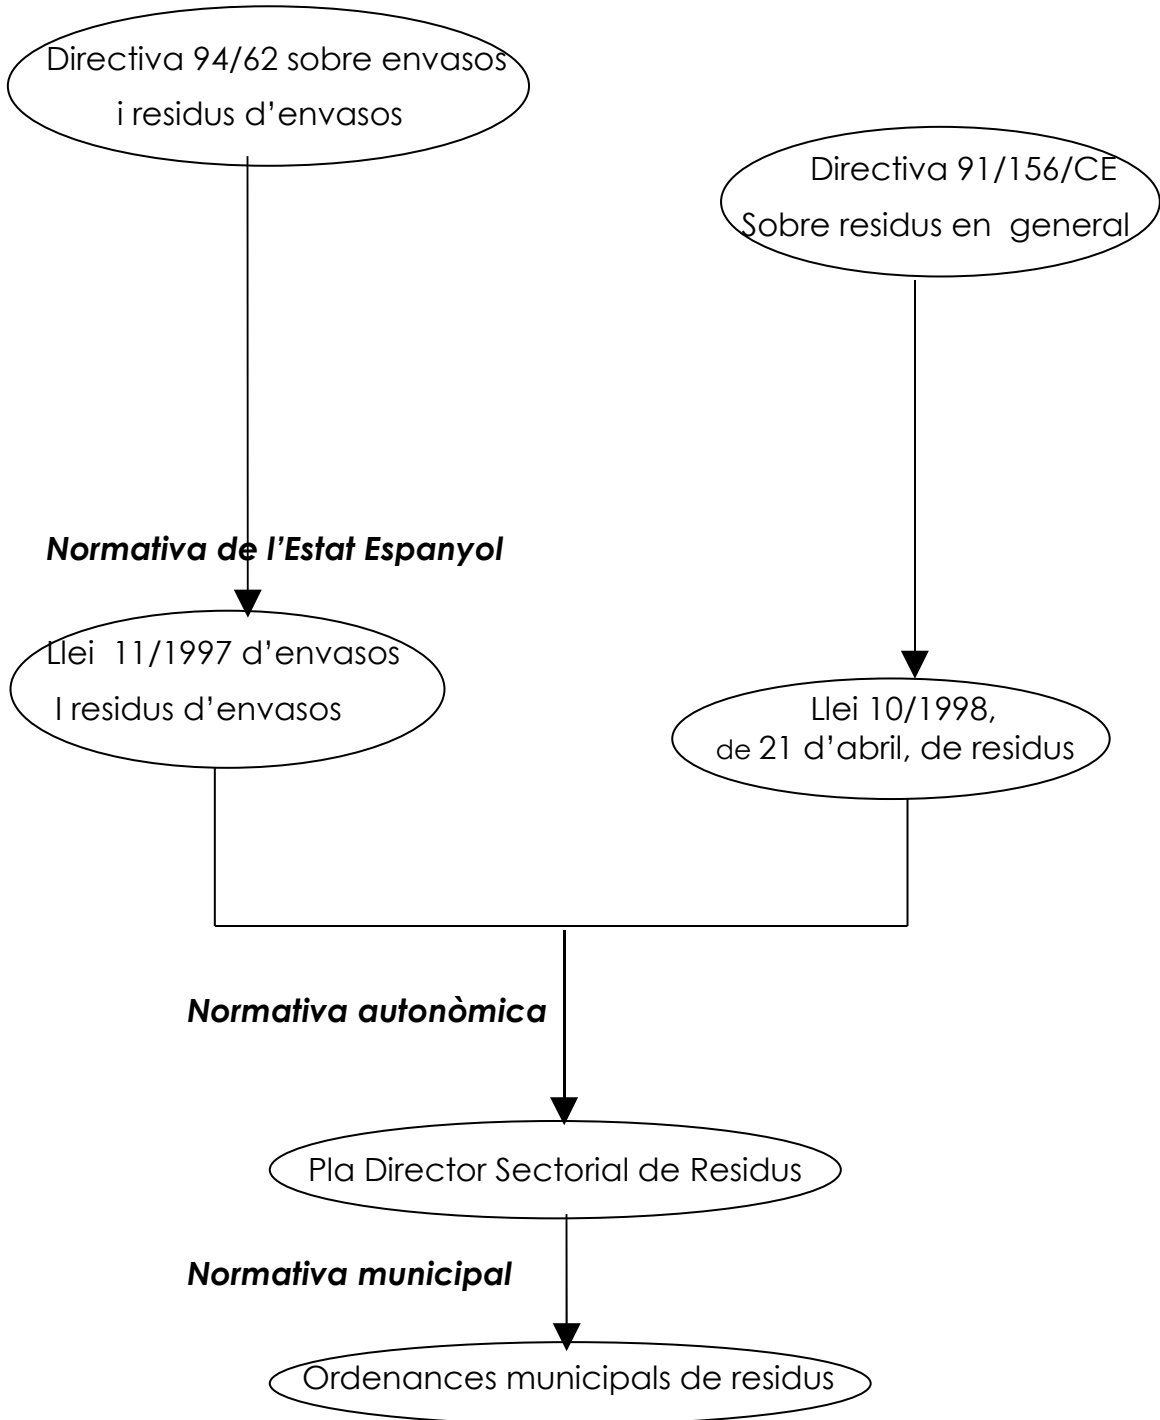 Directiva 94/62 sobre envasos
i residus d’envasos
Directiva 91/156/CE
Sobre residus en general
Normativa de l’Estat Espanyol
Llei 11/1997 d’envasos
I residus d’envasos
Llei 10/1998,
de 21 d’abril, de residus
Normativa autonòmica
Pla Director Sectorial de Residus
Normativa municipal
Ordenances municipals de residus